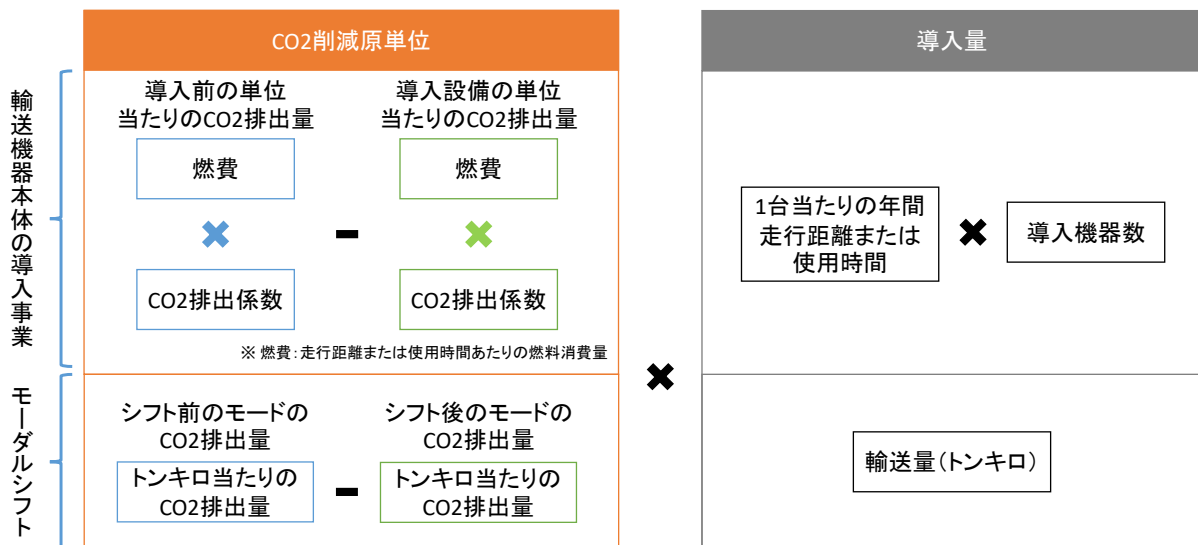 CO2削減原単位
導入量
輸送機器本体の導入事業
導入前の単位
当たりのCO2排出量
導入設備の単位
当たりのCO2排出量
燃費
燃費
×
-
×
CO2排出係数
CO2排出係数
※ 燃費：走行距離または使用時間あたりの燃料消費量
1台当たりの年間
走行距離または
使用時間
×
導入機器数
×
モーダルシフト
シフト前のモードの
CO2排出量
シフト後のモードの
CO2排出量
トンキロ当たりの
CO2排出量
-
トンキロ当たりの
CO2排出量
輸送量（トンキロ）